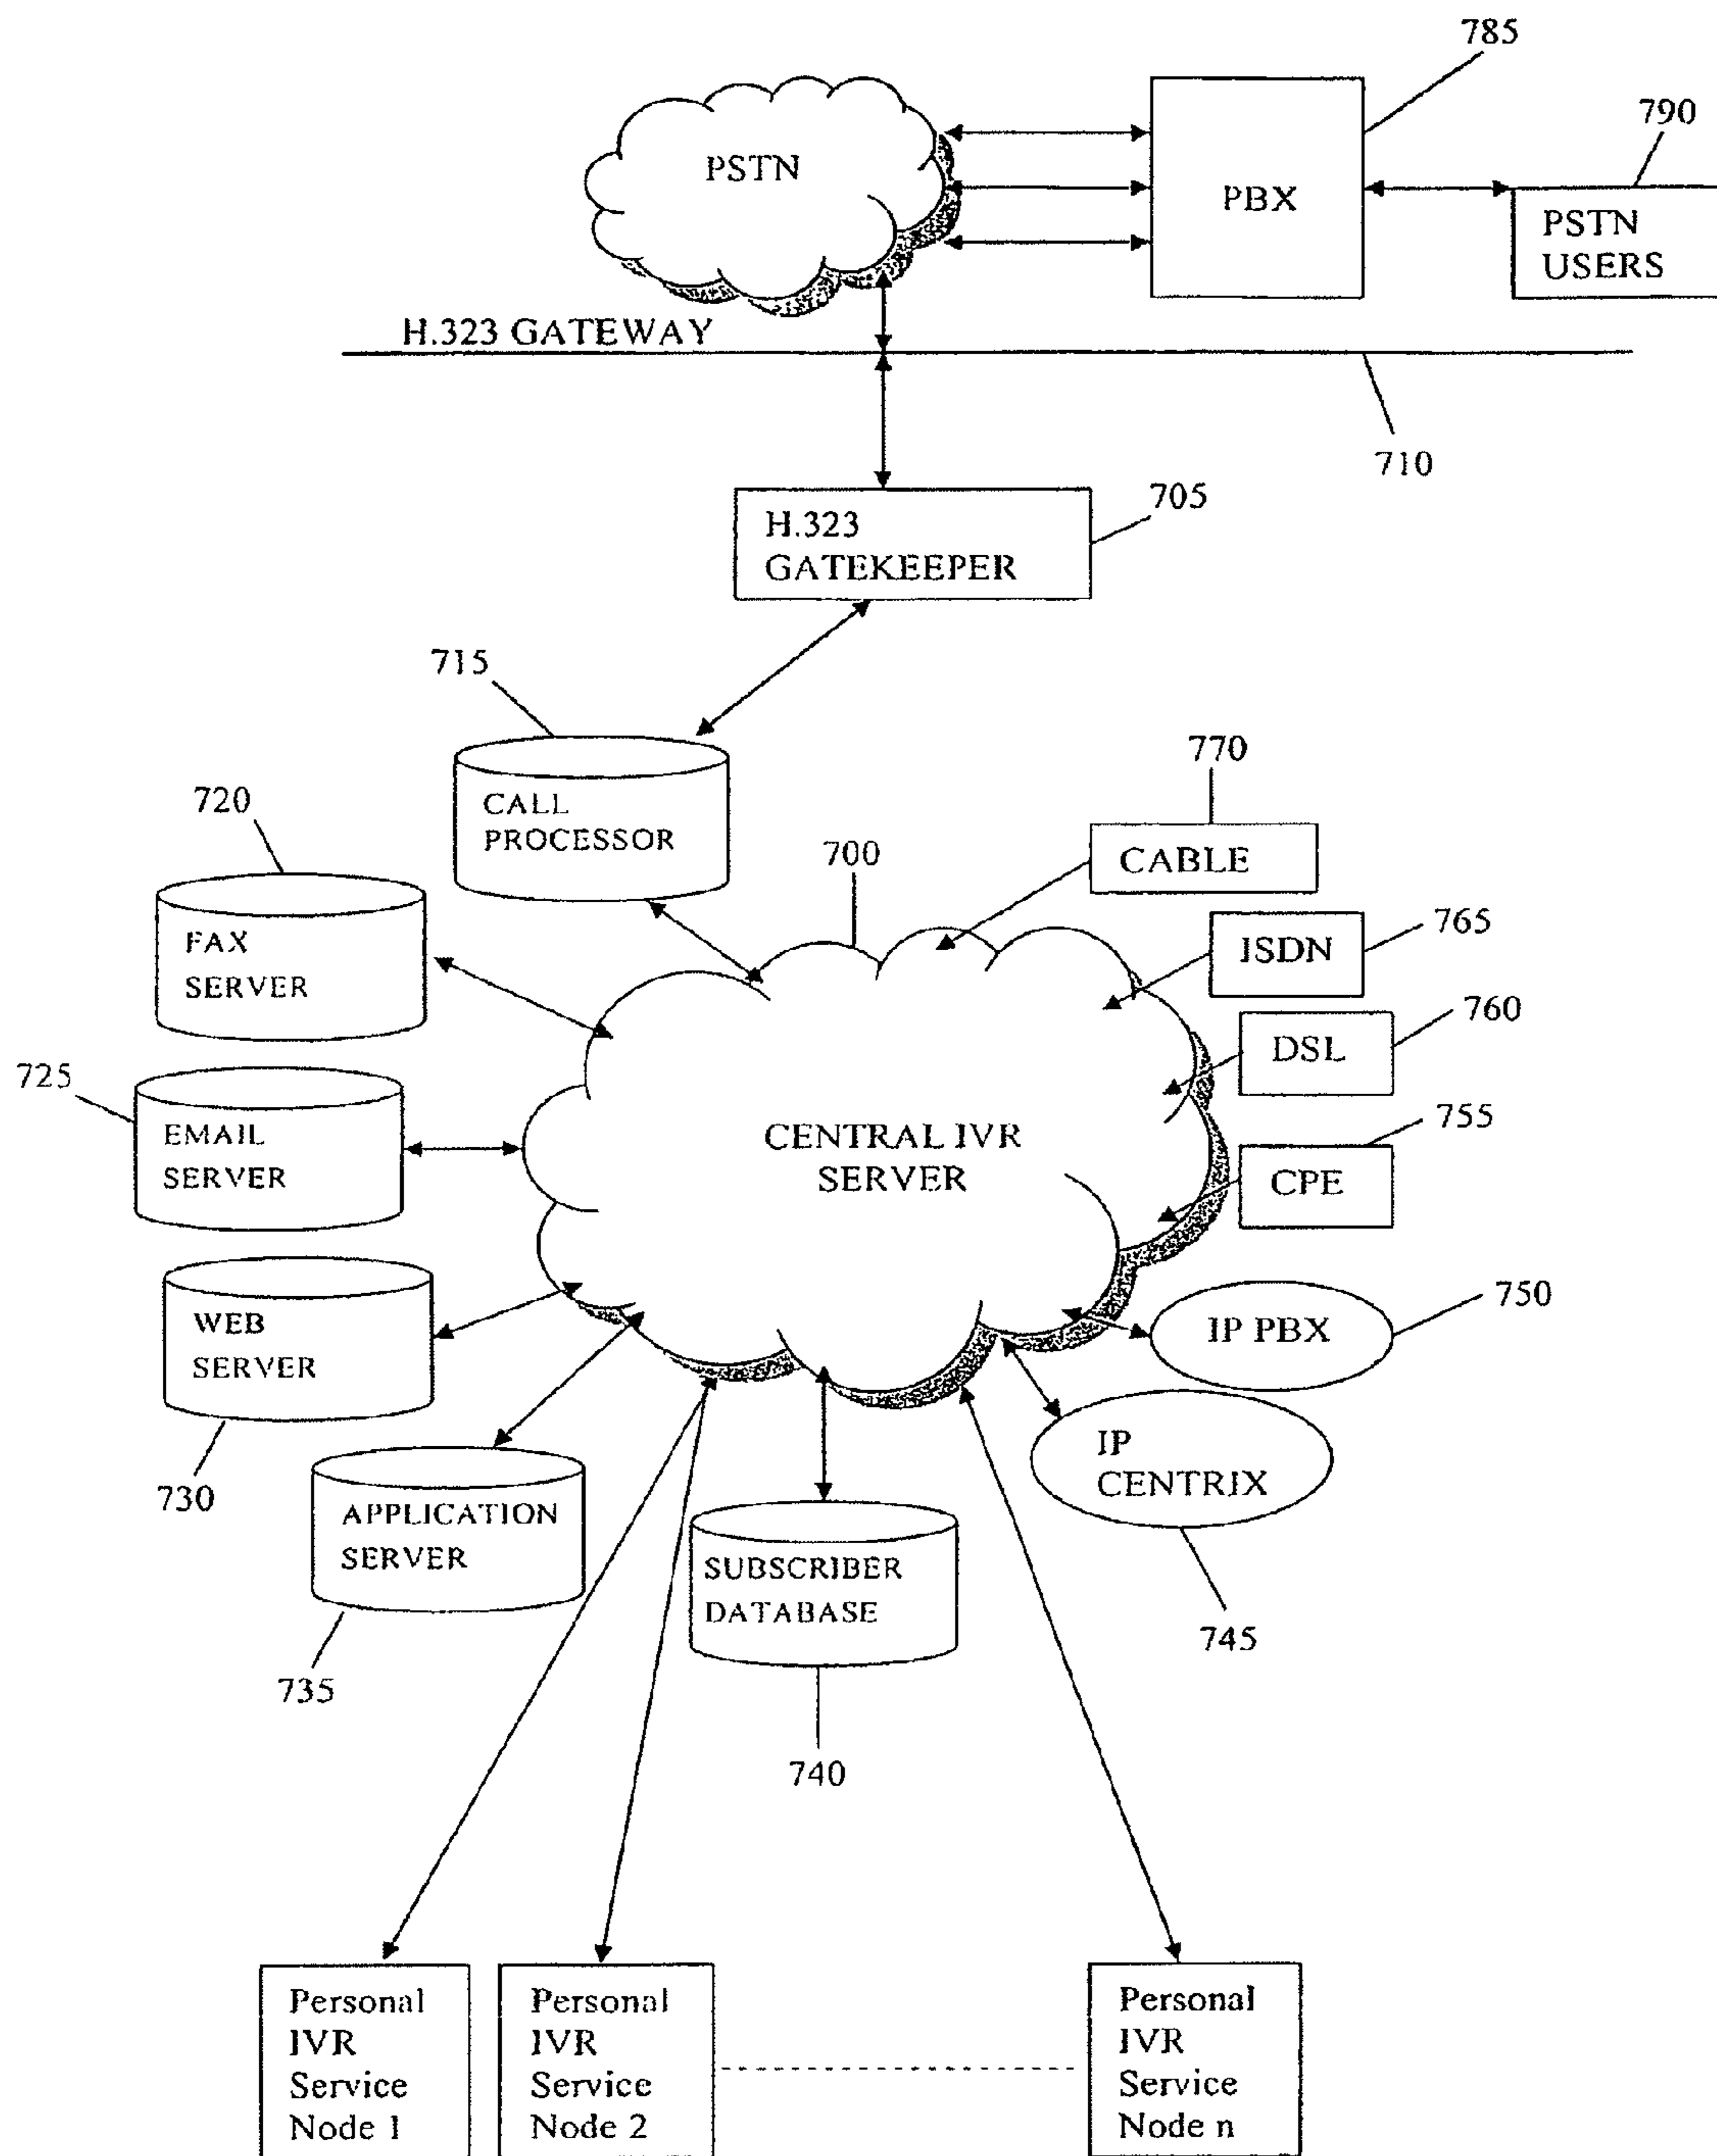 785
790
PSTN
PBX
PSTN
USERS
H.323 GATEWAY
710
705
H.323
GATEKEEPER
715
770
CALL
PROCESSOR
720
700
CABLE
765
FAX
SERVER
ISDN
760
DSL
725
755
EMAIL
SERVER
CENTRAL IVR
SERVER
CPE
750
WEB
SERVER
IP PBX
IP
CENTRIX
730
APPLICATION
SERVER
SUBSCRIBER
DATABASE
745
735
740
Personal
IVR
Service
Node 1
Personal
IVR
Service
Node 2
Personal
IVR
Service
Node n